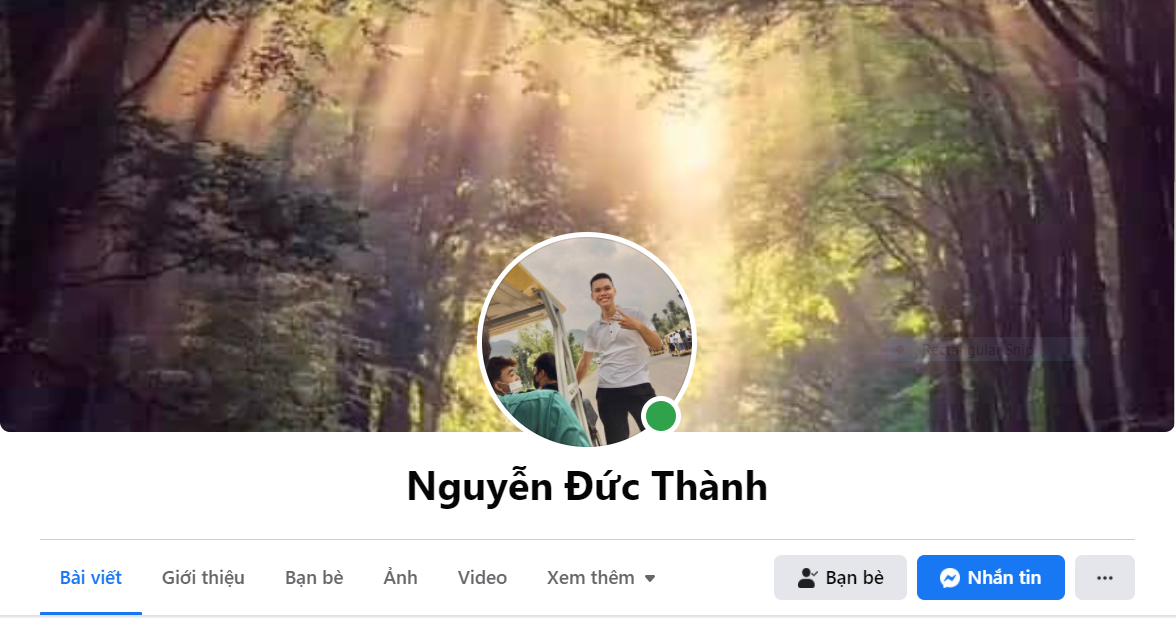 Rectangular Snip
Nguyễn Đức Thành
Bài viết Giới thiệu Bạn bè Ảnh Video Xem thêm Bạn bè Nhắn tin